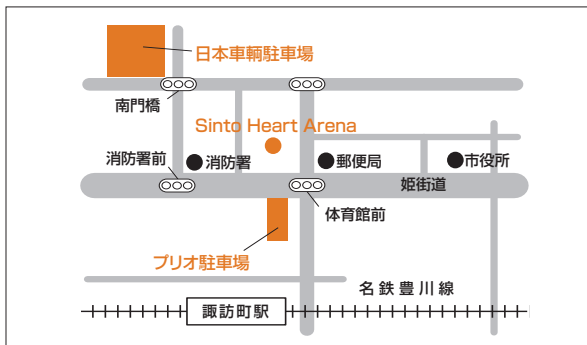 日本車輌駐車場
南門橋
Sinto Heart Arena
消防署前
消防署
郵便局
市役所
姫街道
体育館前
プリオ駐車場
名鉄豊川線
諏訪町駅